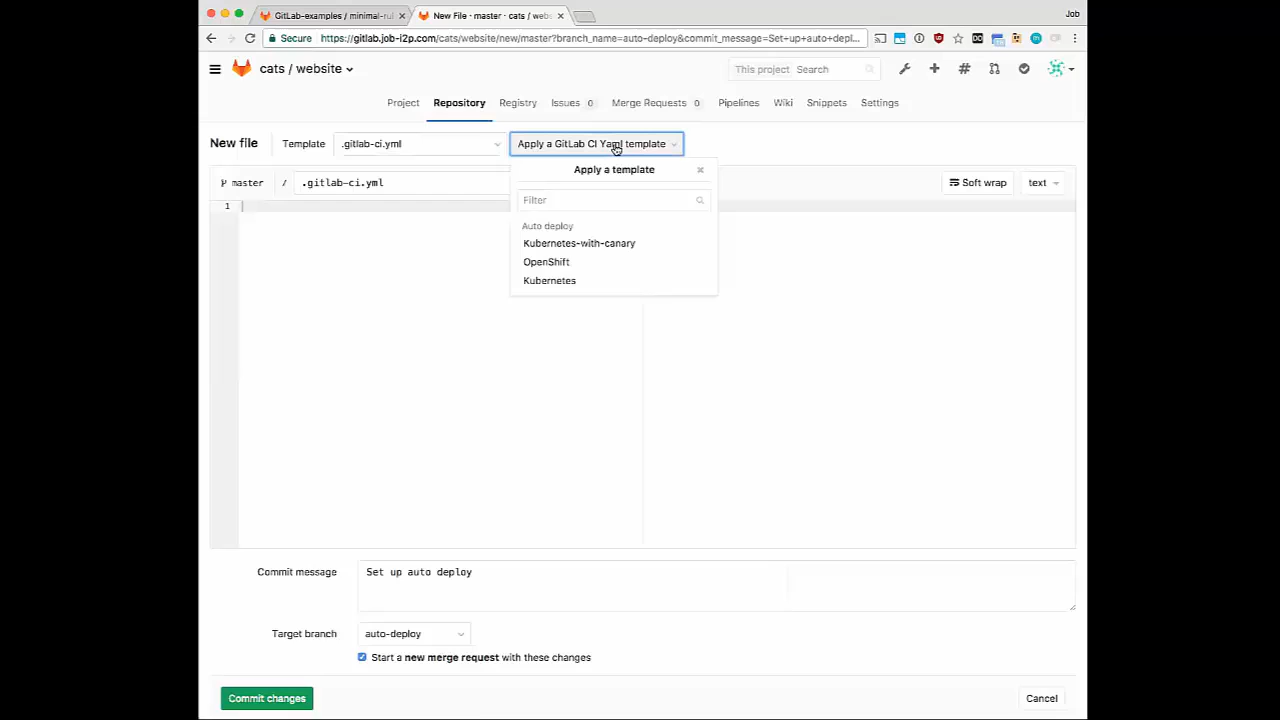 GitLab-examples / minimal-ru
New File · master · cats / webs
Job
Secure
https://gitlab.job-i2p.com/cats/website/new/master?branch_name=auto-deploy&commit_message=Set+up+auto+depl...
cats / website
This project Search
Project
Repository
Registry
Issues 0
Merge Requests 0
Pipelines
Wiki
Snippets
Settings
New file
Template
.gitlab-ci.yml
Apply a GitLab CI Yaml template
master
/
.gitlab-ci.yml
Soft wrap
text
Apply a template
Filter
Auto deploy
Kubernetes-with-canary
OpenShift
Kubernetes
1
Commit message
Set up auto deploy
Target branch
auto-deploy
Start a new merge request with these changes
Commit changes
Cancel